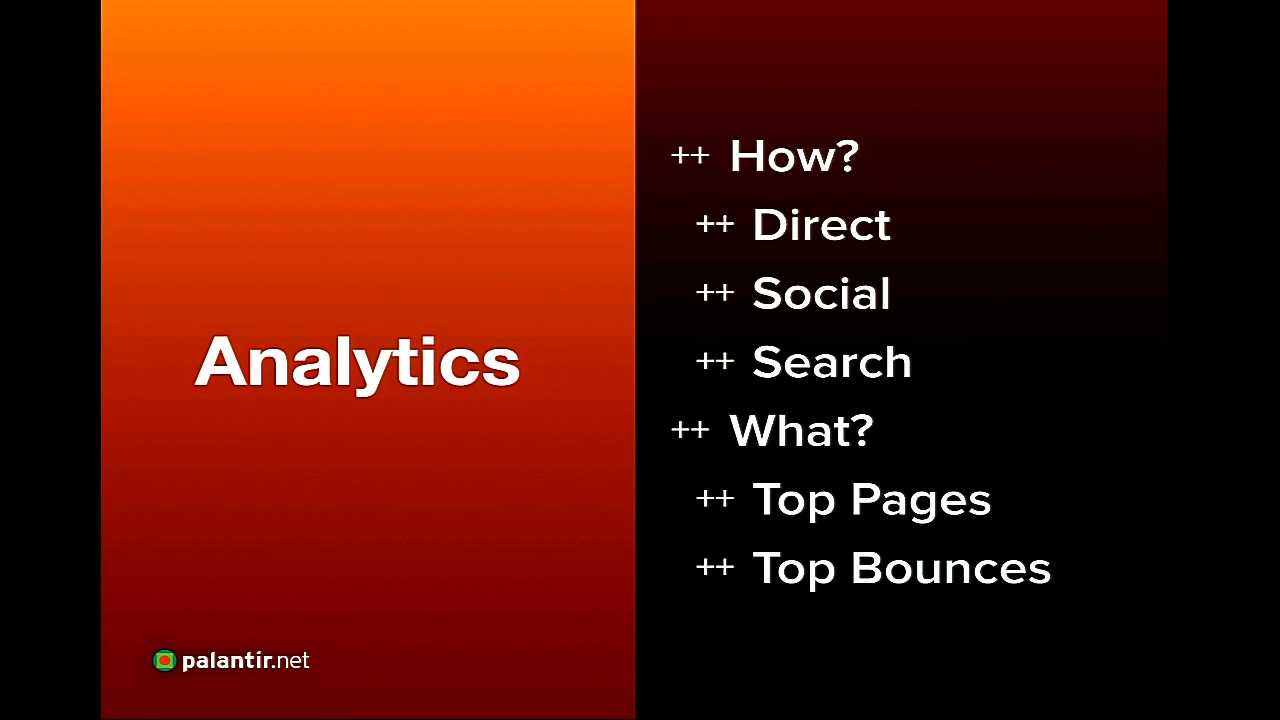 Analytics
++ How?
++ Direct
++ Social
++ Search
++ What?
++ Top Pages
++ Top Bounces
palantir.net